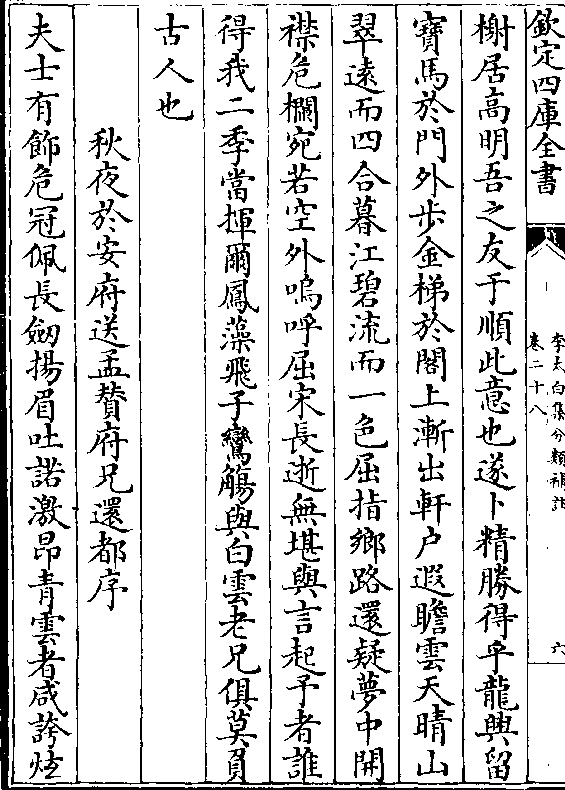 欽定四庫全書
李太白集分類補註
卷二十八
六
榭居高明吾之友于順此意也遂卜精勝得乎龍興留
寳馬於門外步金梯於閣上漸出軒户遐瞻雲天晴山
翠遠而四合暮江碧流而一色屈指鄉路還疑夢中開
襟危欄宛若空外嗚呼屈宋長逝無堪與言起予者誰
得我二季當揮爾鳳藻飛子鸞觴與白雲老兄俱莫負
古人也
秋夜於安府送孟贊府兄還都序
夫士有飾危冠佩長劒揚眉吐諾激昂青雲者咸誇炫